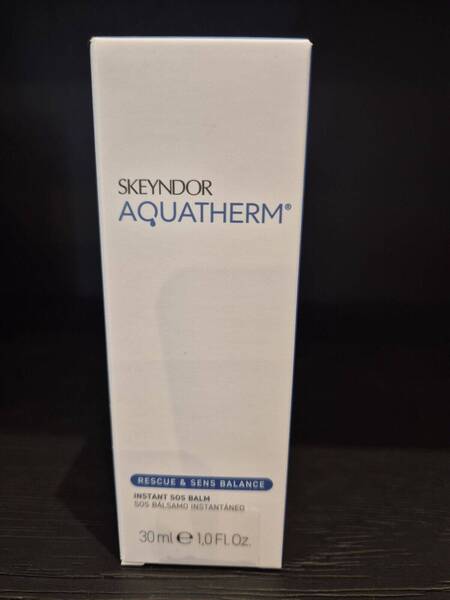 SKEYNDOR
AQUATHERM®
RESCUE & SENS BALANCE
INSTANT SOS BALM
SOS BÁLSAMO INSTANTÁNEO
30 ml ℮ 1,0 Fl. Oz.